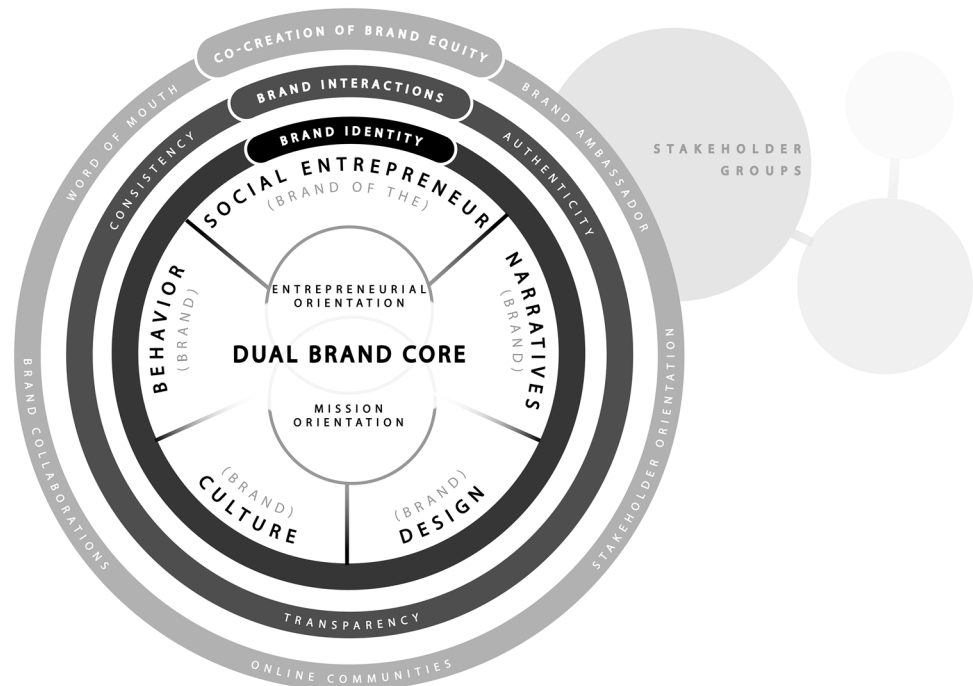 CO-CREATION OF BRAND EQUITY
WORD OF MOUTH
BRAND AMBASSADOR
BRAND COLLABORATIONS
STAKEHOLDER ORIENTATION
ONLINE COMMUNITIES
BRAND INTERACTIONS
CONSISTENCY
AUTHENTICITY
TRANSPARENCY
BRAND IDENTITY
SOCIAL ENTREPRENEUR
(BRAND OF THE)
BEHAVIOR
(BRAND)
NARRATIVES
(BRAND)
ENTREPRENEURIAL
ORIENTATION
DUAL BRAND CORE
MISSION
ORIENTATION
(BRAND)
CULTURE
(BRAND)
DESIGN
STAKEHOLDER
GROUPS